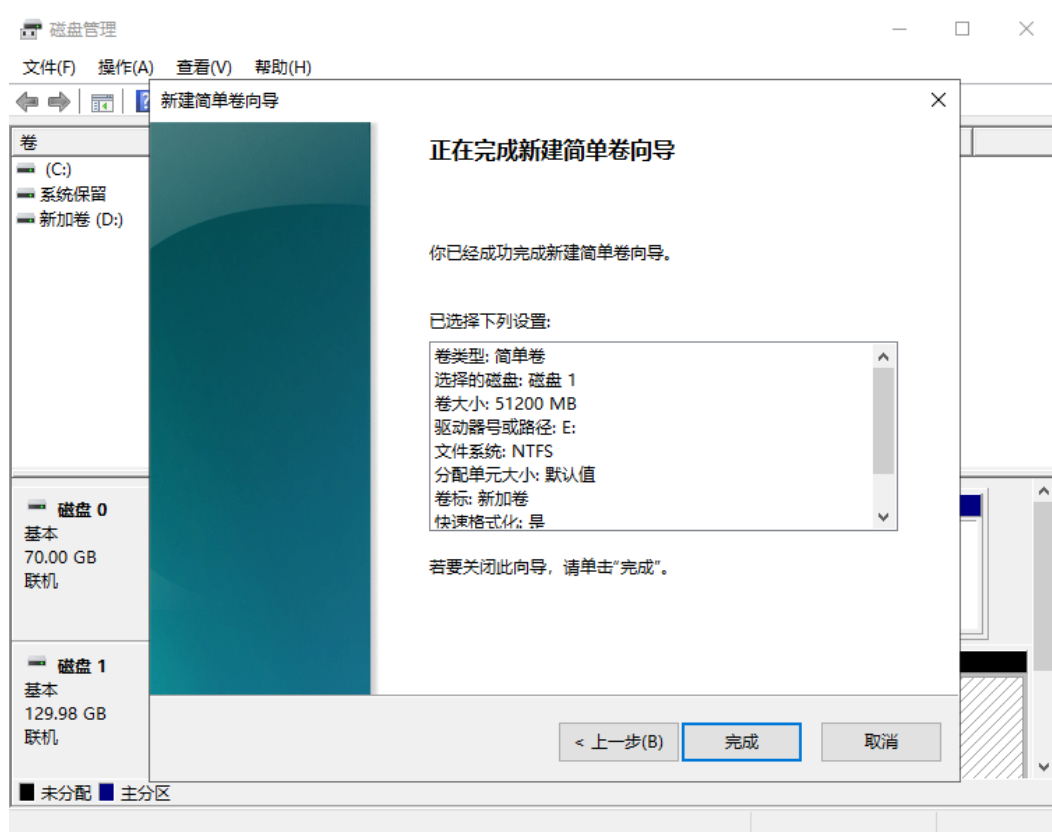 磁盘管理
文件(F) 操作(A) 查看(V) 帮助(H)
新建简单卷向导
卷
(C:)
系统保留
新加卷 (D:)
正在完成新建简单卷向导
你已经成功完成新建简单卷向导。
已选择下列设置:
卷类型: 简单卷
选择的磁盘: 磁盘 1
卷大小: 51200 MB
驱动器号或路径: E:
文件系统: NTFS
分配单元大小: 默认值
卷标: 新加卷
快速格式化: 是
若要关闭此向导，请单击"完成"。
磁盘 0
基本
70.00 GB
联机
磁盘 1
基本
129.98 GB
联机
< 上一步(B) 完成 取消
未分配 主分区